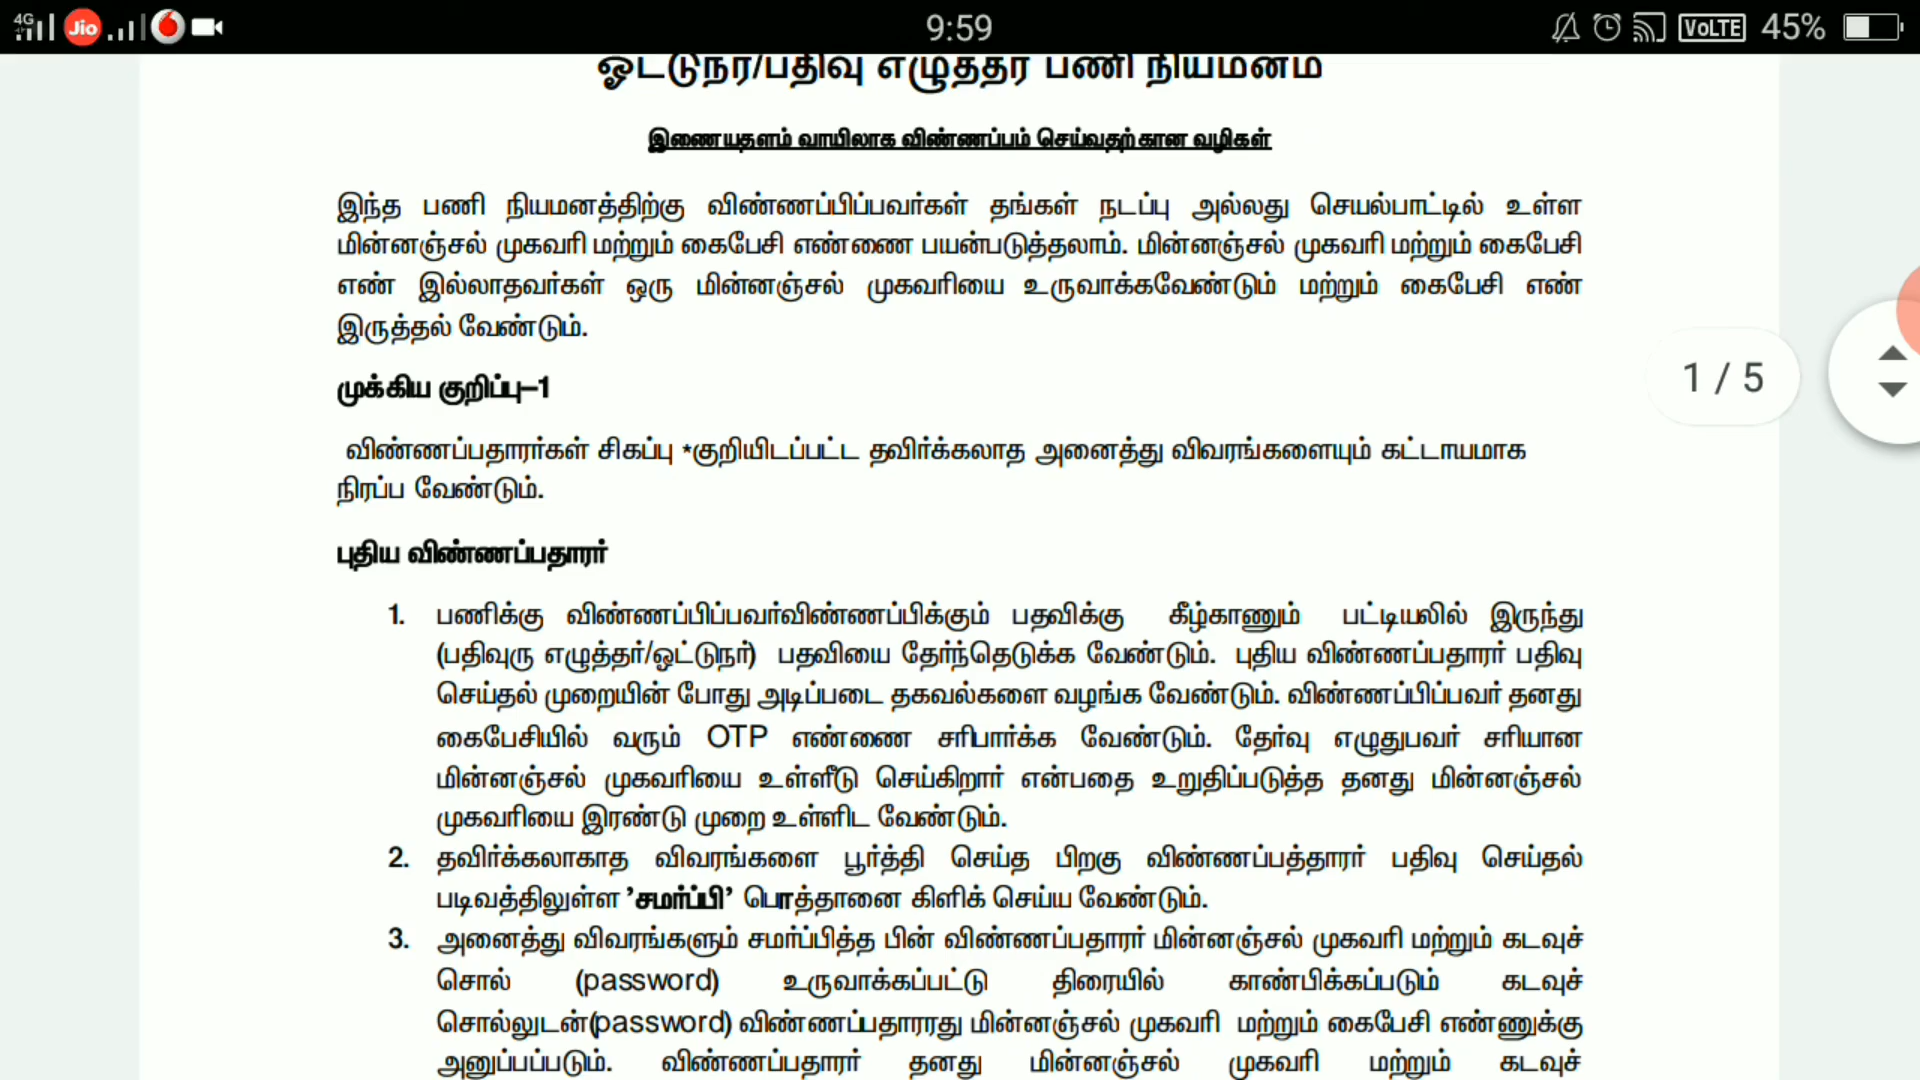 4G Jio 9:59 VoLTE 45%
ஓட்டுநர்/பதிவு எழுத்தர் பணி நியமனம்
இணையதளம் வாயிலாக விண்ணப்பம் செய்வதற்கான வழிகள்
இந்த பணி நியமனத்திற்கு விண்ணப்பிப்பவர்கள் தங்கள் நடப்பு அல்லது செயல்பாட்டில் உள்ள
மின்னஞ்சல் முகவரி மற்றும் கைபேசி எண்ணை பயன்படுத்தலாம். மின்னஞ்சல் முகவரி மற்றும் கைபேசி
எண் இல்லாதவர்கள் ஒரு மின்னஞ்சல் முகவரியை உருவாக்கவேண்டும் மற்றும் கைபேசி எண்
இருத்தல் வேண்டும்.
1 / 5
முக்கிய குறிப்பு–1
விண்ணப்பதாரர்கள் சிகப்பு *குறியிடப்பட்ட தவிர்க்கலாத அனைத்து விவரங்களையும் கட்டாயமாக
நிரப்ப வேண்டும்.
புதிய விண்ணப்பதாரர்
1. பணிக்கு விண்ணப்பிப்பவர்விண்ணப்பிக்கும் பதவிக்கு கீழ்காணும் பட்டியலில் இருந்து
(பதிவுரு எழுத்தர்/ஓட்டுநர்) பதவியை தேர்ந்தெடுக்க வேண்டும். புதிய விண்ணப்பதாரர் பதிவு
செய்தல் முறையின் போது அடிப்படை தகவல்களை வழங்க வேண்டும். விண்ணப்பிப்பவர் தனது
கைபேசியில் வரும் OTP எண்ணை சரிபார்க்க வேண்டும். தேர்வு எழுதுபவர் சரியான
மின்னஞ்சல் முகவரியை உள்ளீடு செய்கிறார் என்பதை உறுதிப்படுத்த தனது மின்னஞ்சல்
முகவரியை இரண்டு முறை உள்ளிட வேண்டும்.
2. தவிர்க்கலாகாத விவரங்களை பூர்த்தி செய்த பிறகு விண்ணப்பத்தாரர் பதிவு செய்தல்
படிவத்திலுள்ள ’சமர்ப்பி’ பொத்தானை கிளிக் செய்ய வேண்டும்.
3. அனைத்து விவரங்களும் சமர்ப்பித்த பின் விண்ணப்பதாரர் மின்னஞ்சல் முகவரி மற்றும் கடவுச்
சொல் (password) உருவாக்கப்பட்டு திரையில் காண்பிக்கப்படும் கடவுச்
சொல்லுடன்(password) விண்ணப்பதாரரது மின்னஞ்சல் முகவரி மற்றும் கைபேசி எண்ணுக்கு
அனுப்பப்படும். விண்ணப்பதாரர் தனது மின்னஞ்சல் முகவரி மற்றும் கடவுச்